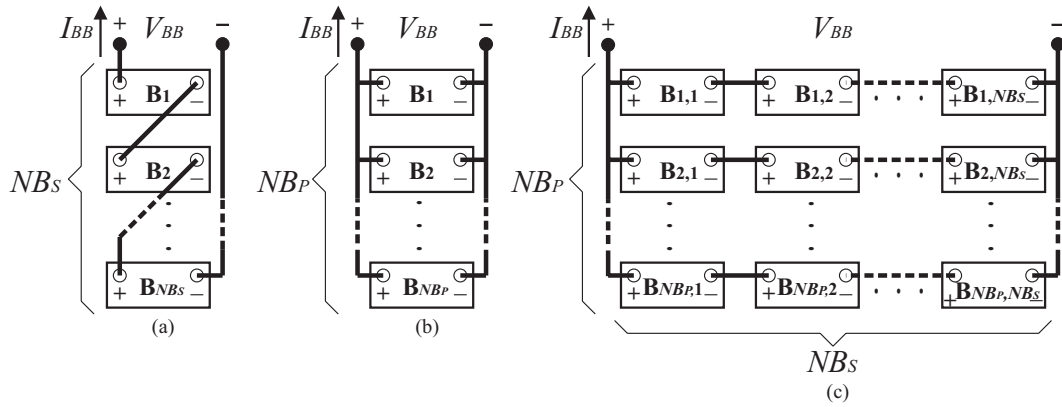 IBB + VBB −
NBS
+ B1 −
+ B2 −
+ BNBS −
(a)
IBB + VBB −
NBP
+ B1 −
+ B2 −
+ BNBP −
(b)
IBB + VBB −
NBP
+ B1,1 − + B1,2 − + B1,NBS −
+ B2,1 − + B2,2 − + B2,NBS −
+ BNBP,1 − + BNBP,2 − + BNBP,NBS −
NBS
(c)